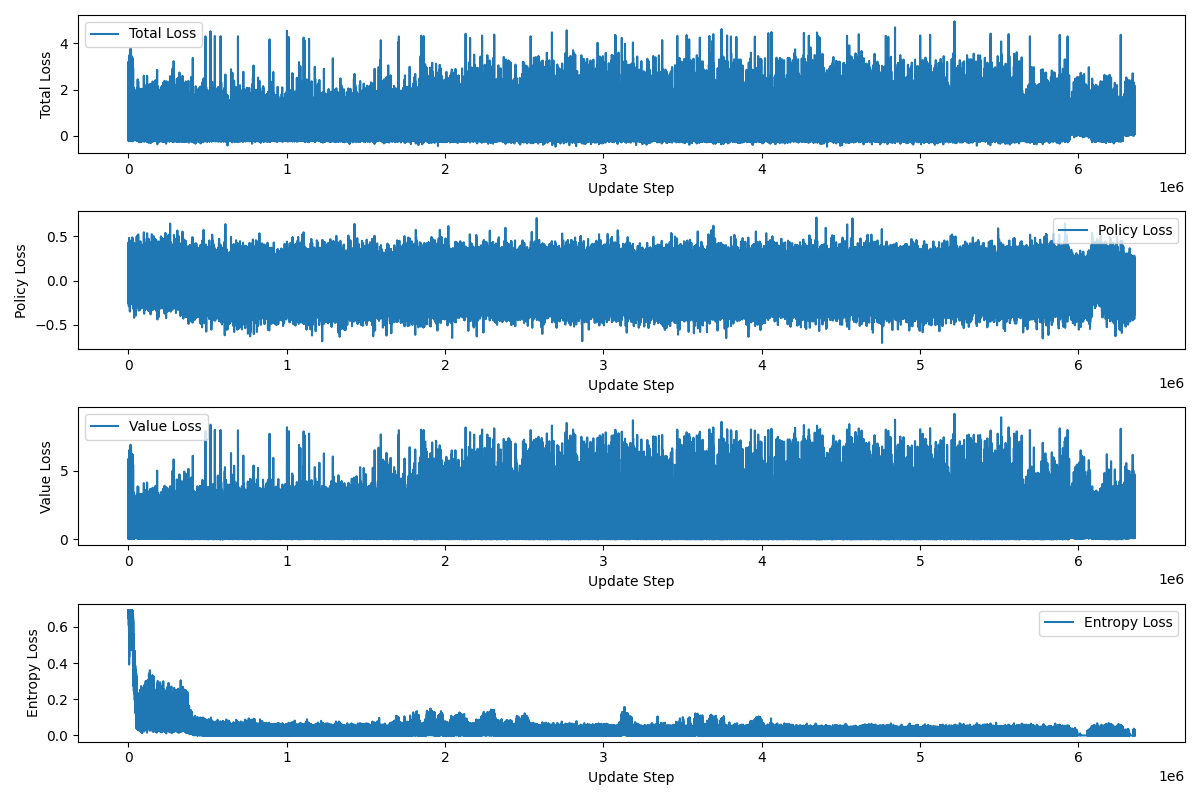 Total Loss
4
2
0
Total Loss
0 1 2 3 4 5 6
Update Step
1e6
Policy Loss
0.5
0.0
−0.5
Policy Loss
0 1 2 3 4 5 6
Update Step
1e6
Value Loss
5
0
Value Loss
0 1 2 3 4 5 6
Update Step
1e6
Entropy Loss
0.6
0.4
0.2
0.0
Entropy Loss
0 1 2 3 4 5 6
Update Step
1e6